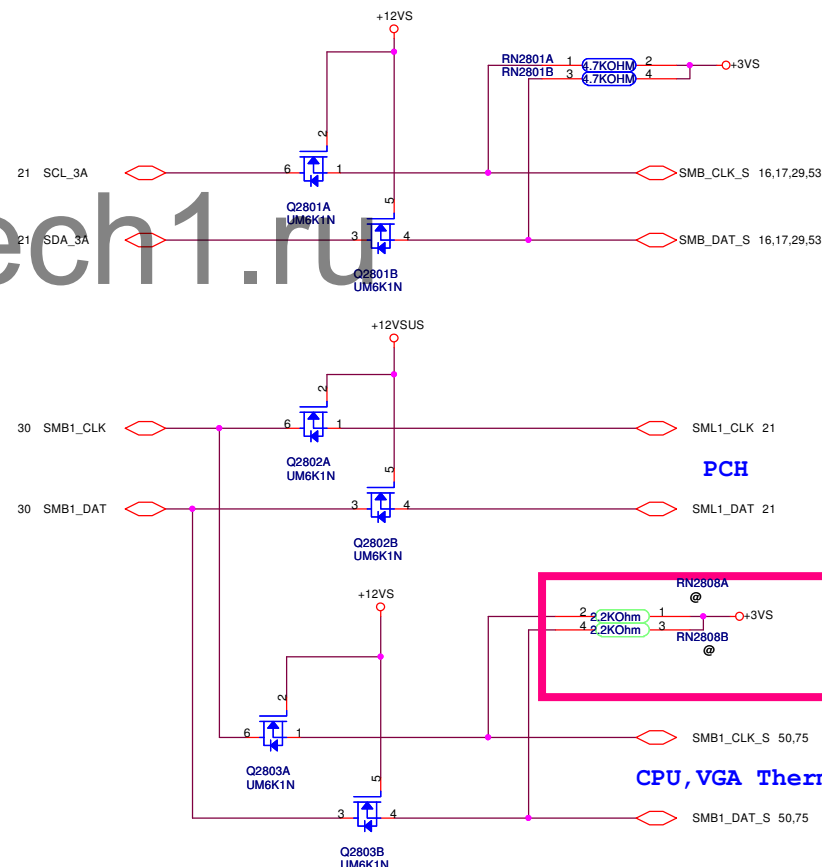 +12VS
RN2801A 1 4.7KOHM 2
RN2801B 3 4.7KOHM 4
+3VS
2
21 SCL_3A 6 1 SMB_CLK_S 16,17,29,53
Q2801A
UM6K1N
5
21 SDA_3A 3 4 SMB_DAT_S 16,17,29,53
ech1.ru
Q2801B
UM6K1N
+12VSUS
2
30 SMB1_CLK 6 1 SML1_CLK 21
Q2802A
UM6K1N
PCH
5
30 SMB1_DAT 3 4 SML1_DAT 21
Q2802B
UM6K1N
+12VS
RN2808A
@
2 2.2KOhm 1
+3VS
4 2.2KOhm 3
RN2808B
@
2
6 1 SMB1_CLK_S 50,75
Q2803A
UM6K1N
CPU,VGA Therm
5
3 4 SMB1_DAT_S 50,75
Q2803B
UM6K1N